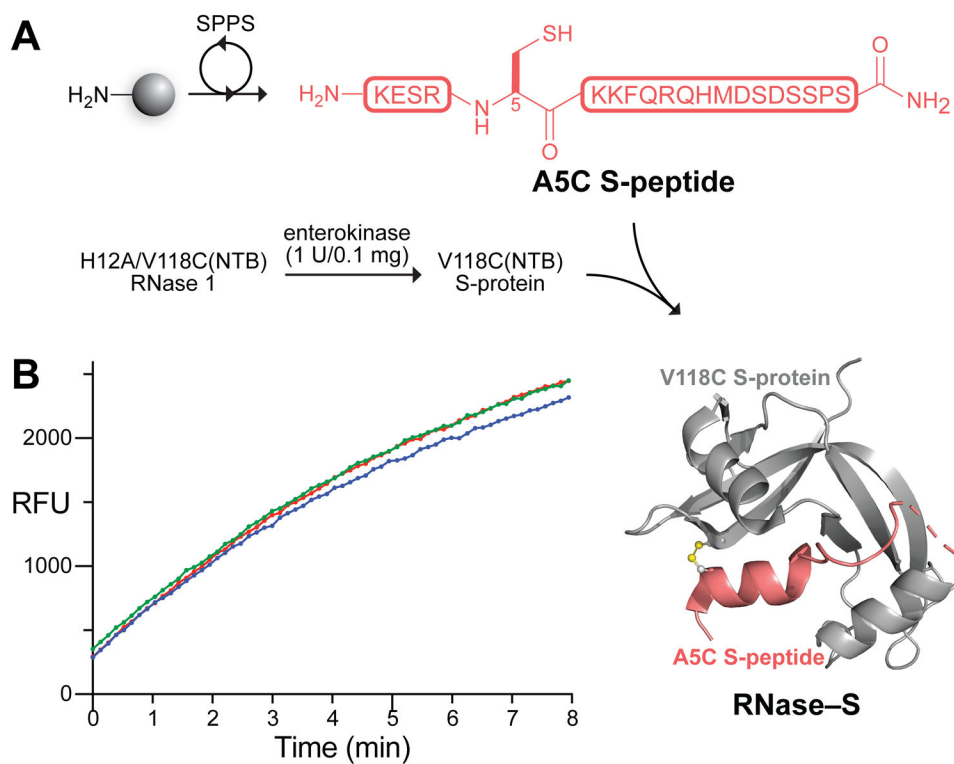 A
SPPS
H₂N
SH
H₂N KESR N H 5 O KKFQRQHMDSDSSPS O NH₂
A5C S-peptide
enterokinase
(1 U/0.1 mg)
H12A/V118C(NTB)
RNase 1
V118C(NTB)
S-protein
B
2000
RFU
1000
0
0 1 2 3 4 5 6 7 8
Time (min)
V118C S-protein
A5C S-peptide
RNase–S